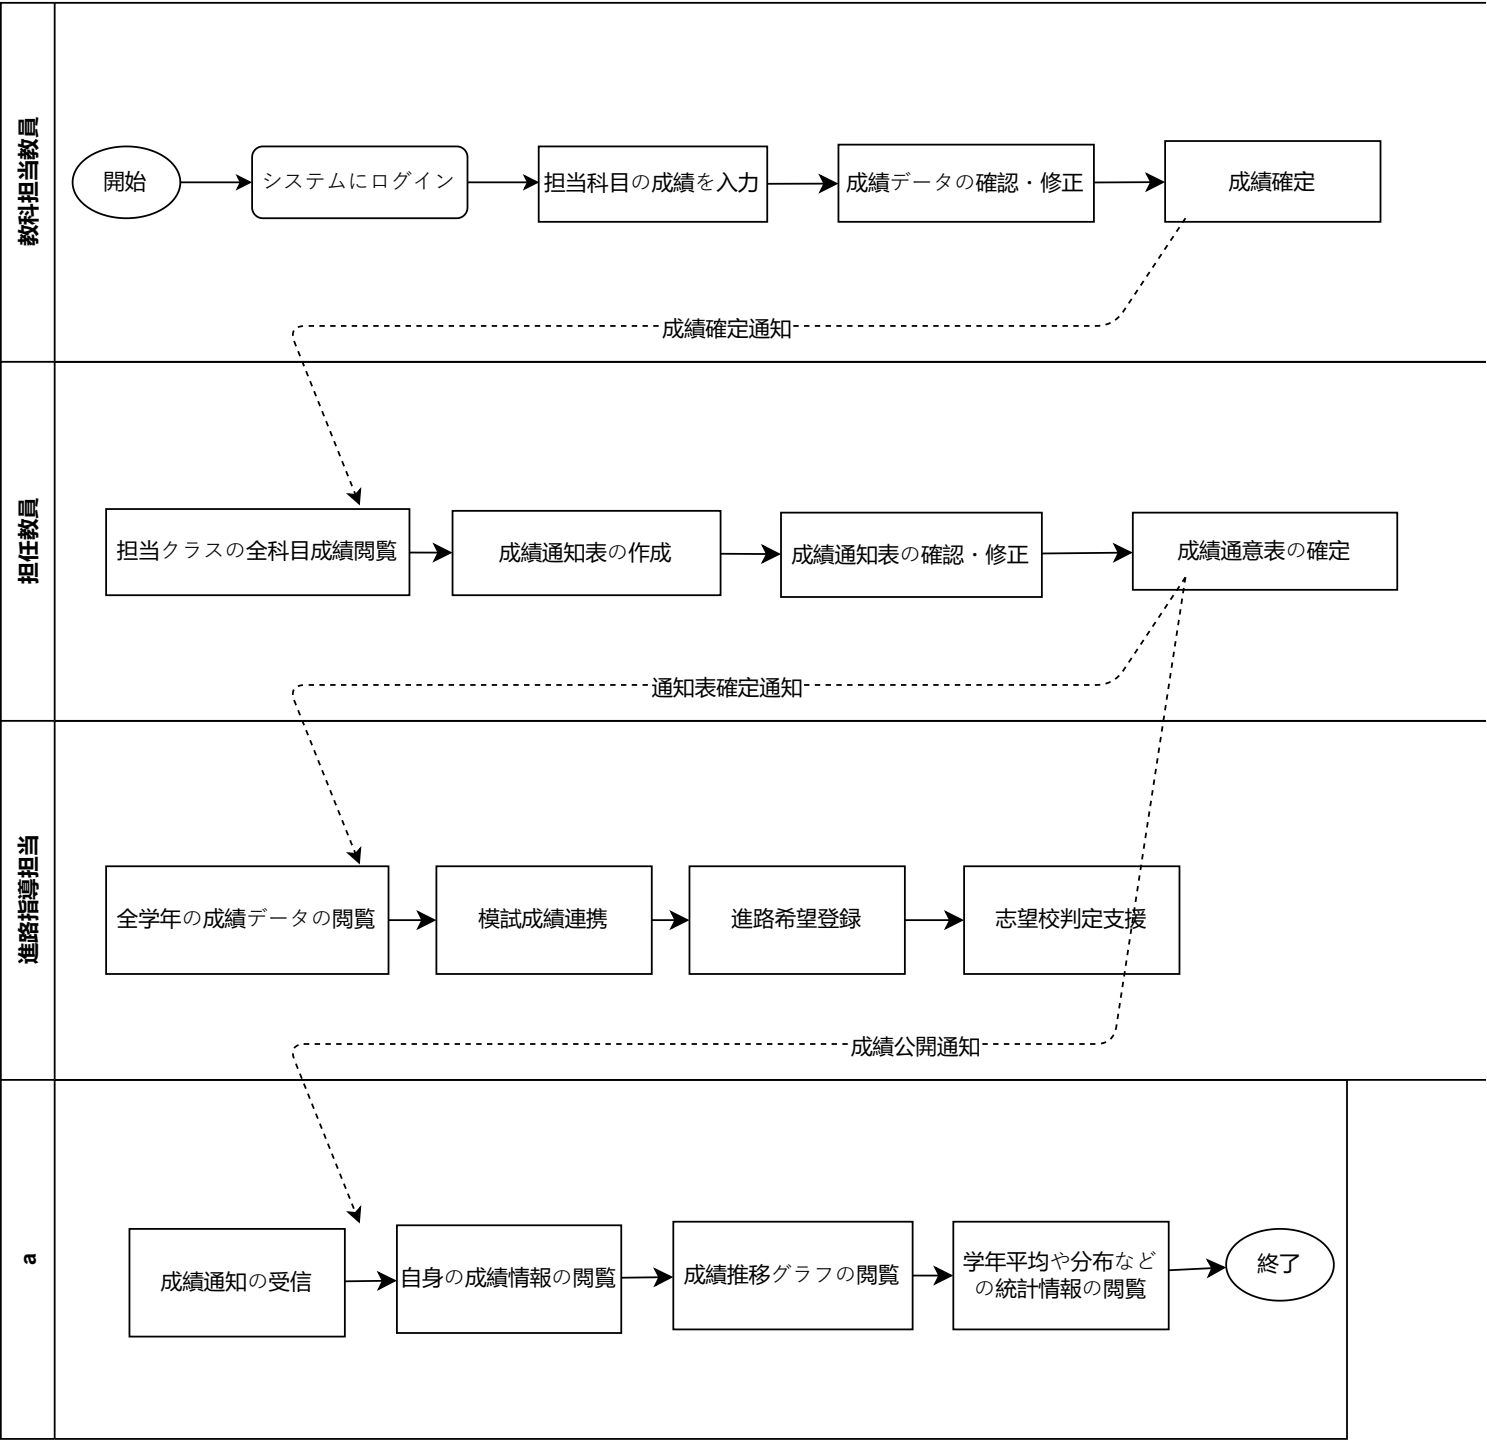 教科担当教員
開始
システムにログイン
担当科目の成績を入力
成績データの確認・修正
成績確定
成績確定通知
担任教員
担当クラスの全科目成績閲覧
成績通知表の作成
成績通知表の確認・修正
成績通意表の確定
通知表確定通知
進路指導担当
全学年の成績データの閲覧
模試成績連携
進路希望登録
志望校判定支援
成績公開通知
a
成績通知の受信
自身の成績情報の閲覧
成績推移グラフの閲覧
学年平均や分布など
の統計情報の閲覧
終了